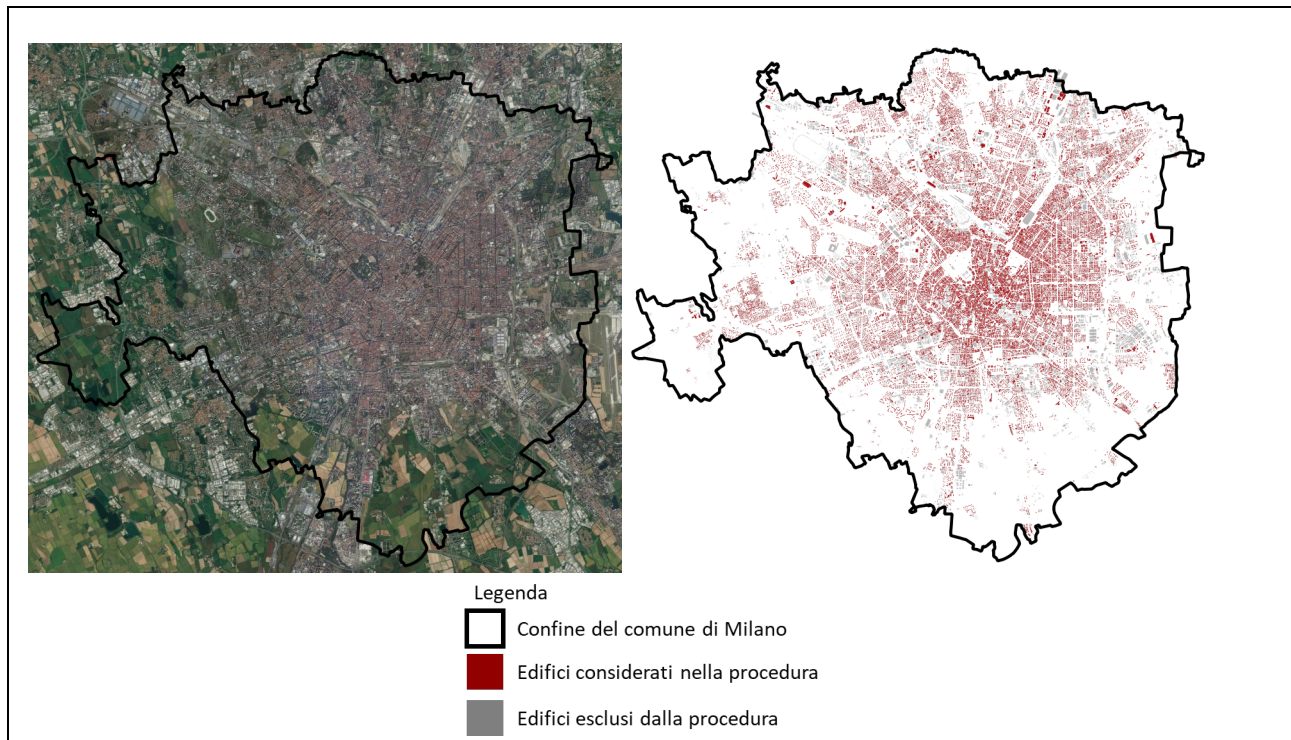 Legenda
Confine del comune di Milano
Edifici considerati nella procedura
Edifici esclusi dalla procedura